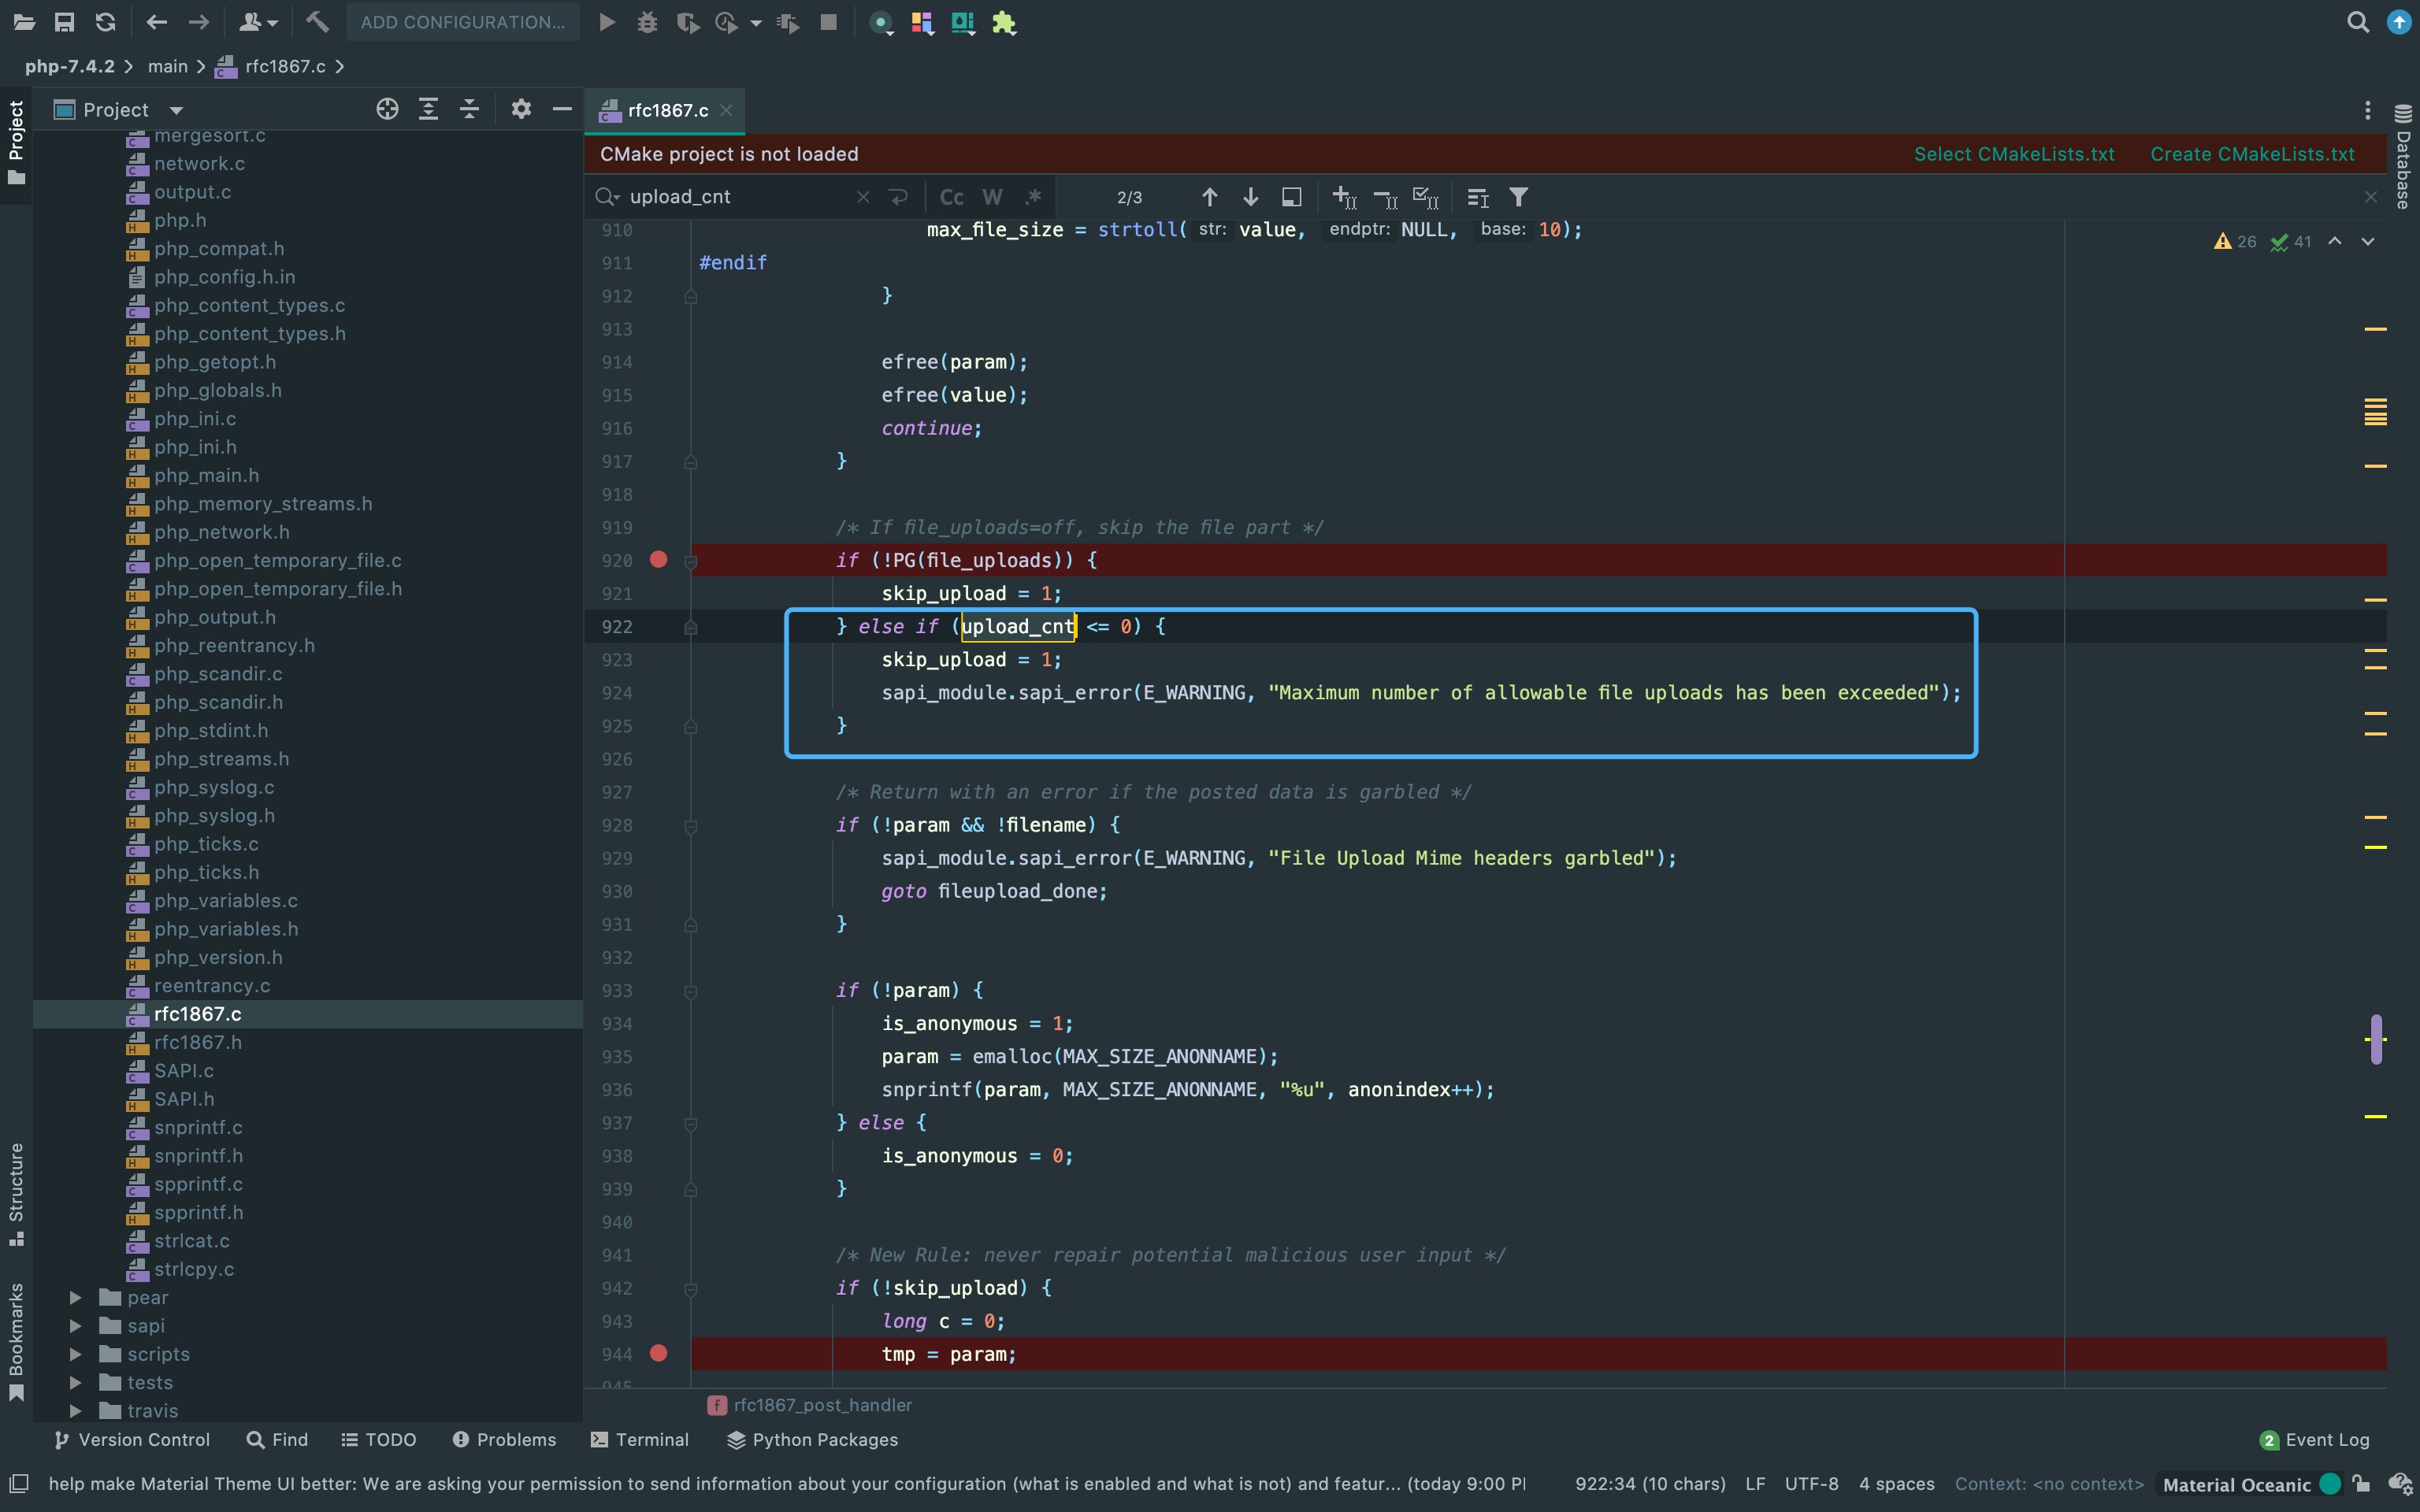 ADD CONFIGURATION...
php-7.4.2 > main > rfc1867.c >
Project
Project
rfc1867.c
Database
CMake project is not loaded
Select CMakeLists.txt
Create CMakeLists.txt
upload_cnt
Cc W .*
2/3
26
41
mergesort.c
network.c
output.c
php.h
php_compat.h
php_config.h.in
php_content_types.c
php_content_types.h
php_getopt.h
php_globals.h
php_ini.c
php_ini.h
php_main.h
php_memory_streams.h
php_network.h
php_open_temporary_file.c
php_open_temporary_file.h
php_output.h
php_reentrancy.h
php_scandir.c
php_scandir.h
php_stdint.h
php_streams.h
php_syslog.c
php_syslog.h
php_ticks.c
php_ticks.h
php_variables.c
php_variables.h
php_version.h
reentrancy.c
rfc1867.c
rfc1867.h
SAPI.c
SAPI.h
snprintf.c
snprintf.h
spprintf.c
spprintf.h
strlcat.c
strlcpy.c
pear
sapi
scripts
tests
travis
Structure
Bookmarks
910 max_file_size = strtoll( str: value, endptr: NULL, base: 10);
911 #endif
912 }
913
914 efree(param);
915 efree(value);
916 continue;
917 }
918
919 /* If file_uploads=off, skip the file part */
920 if (!PG(file_uploads)) {
921 skip_upload = 1;
922 } else if (upload_cnt <= 0) {
923 skip_upload = 1;
924 sapi_module.sapi_error(E_WARNING, "Maximum number of allowable file uploads has been exceeded");
925 }
926
927 /* Return with an error if the posted data is garbled */
928 if (!param && !filename) {
929 sapi_module.sapi_error(E_WARNING, "File Upload Mime headers garbled");
930 goto fileupload_done;
931 }
932
933 if (!param) {
934 is_anonymous = 1;
935 param = emalloc(MAX_SIZE_ANONNAME);
936 snprintf(param, MAX_SIZE_ANONNAME, "%u", anonindex++);
937 } else {
938 is_anonymous = 0;
939 }
940
941 /* New Rule: never repair potential malicious user input */
942 if (!skip_upload) {
943 long c = 0;
944 tmp = param;
945
f rfc1867_post_handler
Version Control
Find
TODO
Problems
Terminal
Python Packages
2 Event Log
help make Material Theme UI better: We are asking your permission to send information about your configuration (what is enabled and what is not) and featur... (today 9:00 PI
922:34 (10 chars)
LF
UTF-8
4 spaces
Context: <no context>
Material Oceanic